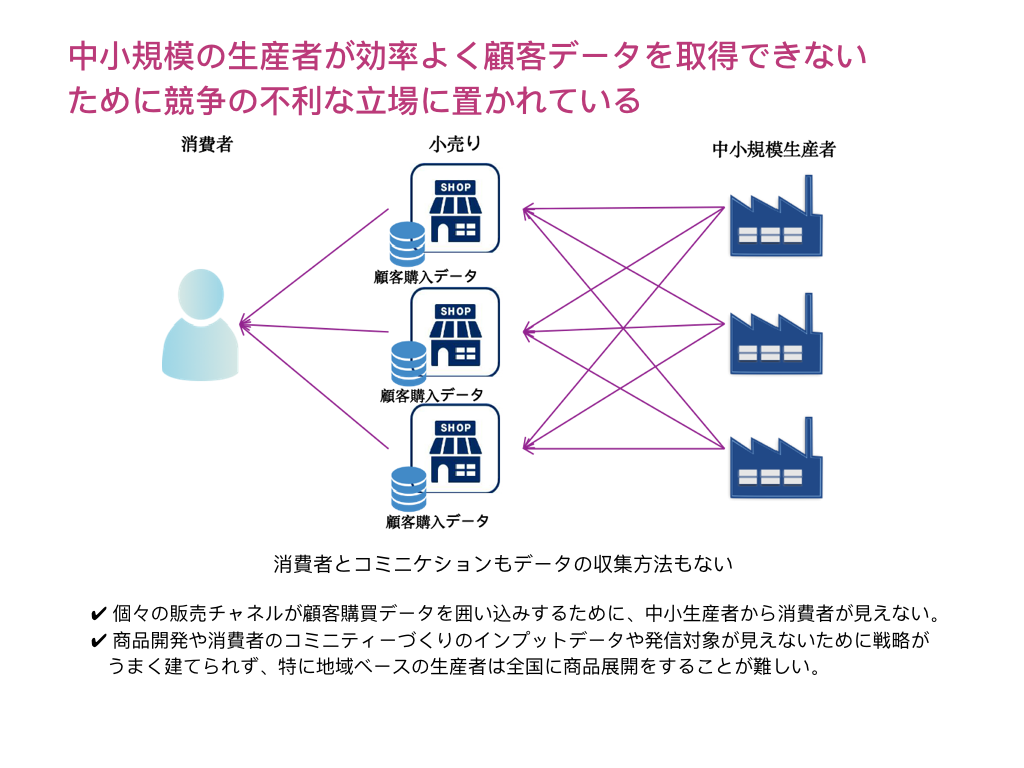 中小規模の生産者が効率よく顧客データを取得できない
ために競争の不利な立場に置かれている
消費者
小売り
中小規模生産者
SHOP
顧客購入データ
SHOP
顧客購入データ
SHOP
顧客購入データ
消費者とコミニケションもデータの収集方法もない
✔ 個々の販売チャネルが顧客購買データを囲い込みするために、中小生産者から消費者が見えない。
✔ 商品開発や消費者のコミニティーづくりのインプットデータや発信対象が見えないために戦略が
うまく建てられず、特に地域ベースの生産者は全国に商品展開をすることが難しい。